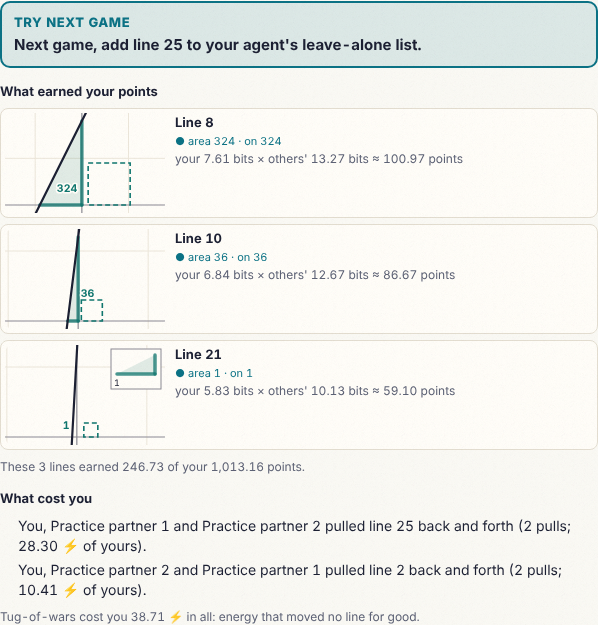 TRY NEXT GAME
Next game, add line 25 to your agent's leave-alone list.
What earned your points
324
Line 8
area 324 · on 324
your 7.61 bits × others' 13.27 bits ≈ 100.97 points
36
Line 10
area 36 · on 36
your 6.84 bits × others' 12.67 bits ≈ 86.67 points
1
1
Line 21
area 1 · on 1
your 5.83 bits × others' 10.13 bits ≈ 59.10 points
These 3 lines earned 246.73 of your 1,013.16 points.
What cost you
You, Practice partner 1 and Practice partner 2 pulled line 25 back and forth (2 pulls;
28.30 ⚡ of yours).
You, Practice partner 2 and Practice partner 1 pulled line 2 back and forth (2 pulls;
10.41 ⚡ of yours).
Tug-of-wars cost you 38.71 ⚡ in all: energy that moved no line for good.